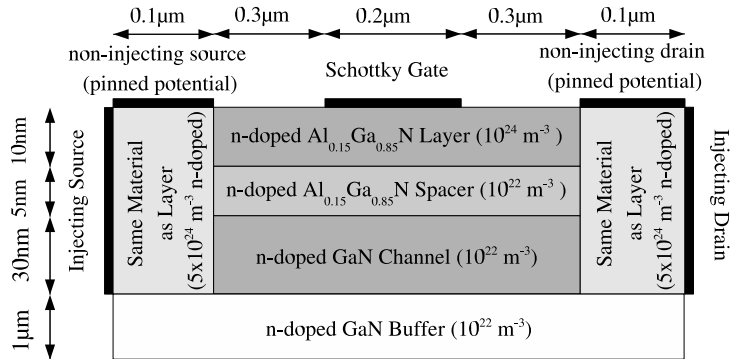 0.1μm 0.3μm 0.2μm 0.3μm 0.1μm
non-injecting source
(pinned potential)
Schottky Gate
non-injecting drain
(pinned potential)
10nm
5nm
30nm
1μm
Injecting Source
Same Material
as Layer
(5x10²⁴ m⁻³ n-doped)
n-doped Al₀.₁₅Ga₀.₈₅N Layer (10²⁴ m⁻³ )
n-doped Al₀.₁₅Ga₀.₈₅N Spacer (10²² m⁻³)
n-doped GaN Channel (10²² m⁻³)
Same Material
as Layer
(5x10²⁴ m⁻³ n-doped)
Injecting Drain
n-doped GaN Buffer (10²² m⁻³)